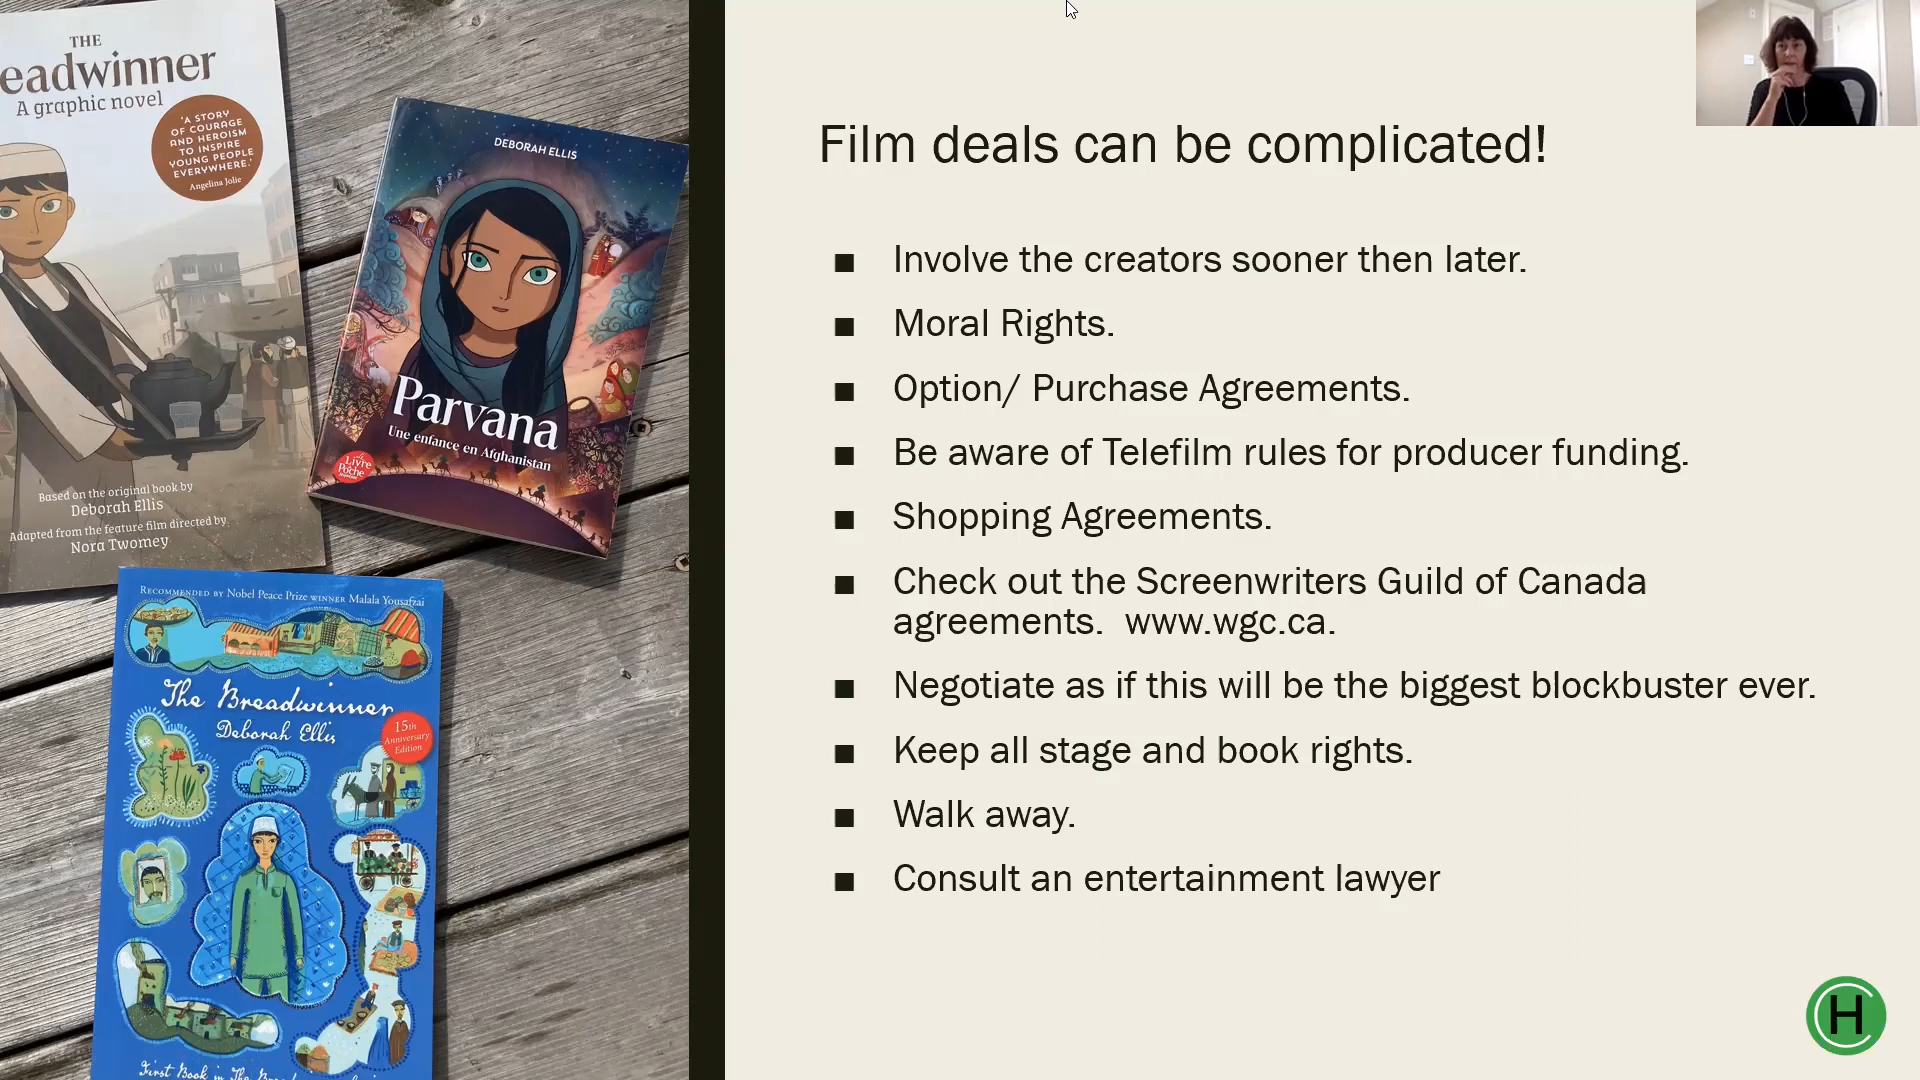 THE
eadwinner
A graphic novel
'A STORY
OF COURAGE
AND HEROISM
TO INSPIRE
YOUNG PEOPLE
EVERYWHERE.'
Angelina Jolie
Based on the original book by
Deborah Ellis
Adapted from the feature film directed by
Nora Twomey
DEBORAH ELLIS
Parvana
Une enfance en Afghanistan
Le
Livre
Poche
RECOMMENDED BY NOBEL PEACE PRIZE WINNER MALALA YOUSAFZAI
The Breadwinner
Deborah Ellis
15th
Anniversary
Edition
First Book in The
Film deals can be complicated!
■ Involve the creators sooner then later.
■ Moral Rights.
■ Option/ Purchase Agreements.
■ Be aware of Telefilm rules for producer funding.
■ Shopping Agreements.
■ Check out the Screenwriters Guild of Canada
agreements. www.wgc.ca.
■ Negotiate as if this will be the biggest blockbuster ever.
■ Keep all stage and book rights.
■ Walk away.
■ Consult an entertainment lawyer
H